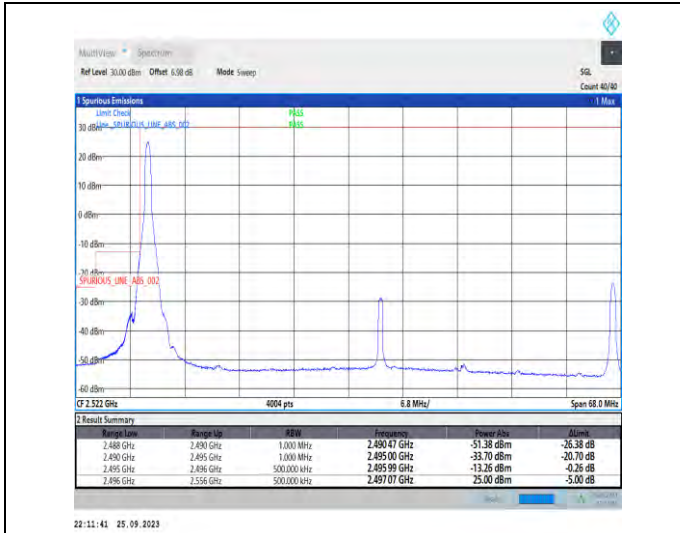 MultiView Spectrum
Ref Level 30.00 dBm Offset 6.98 dB Mode Sweep SGL
Count 40/40
1 Spurious Emissions 1 Max
Limit Check PASS
30 dBm Line _SPURIOUS_LINE_ABS_002 PASS
20 dBm
10 dBm
0 dBm
-10 dBm
-20 dBm
_SPURIOUS_LINE_ABS_002
-30 dBm
-40 dBm
-50 dBm
-60 dBm
CF 2.522 GHz 4004 pts 6.8 MHz/ Span 68.0 MHz
2 Result Summary
Range Low Range Up RBW Frequency Power Abs ΔLimit
2.488 GHz 2.490 GHz 1.000 MHz 2.490 47 GHz -51.38 dBm -26.38 dB
2.490 GHz 2.495 GHz 1.000 MHz 2.495 00 GHz -33.70 dBm -20.70 dB
2.495 GHz 2.496 GHz 500.000 kHz 2.495 99 GHz -13.26 dBm -0.26 dB
2.496 GHz 2.556 GHz 500.000 kHz 2.497 07 GHz 25.00 dBm -5.00 dB
22:11:41 25.09.2023